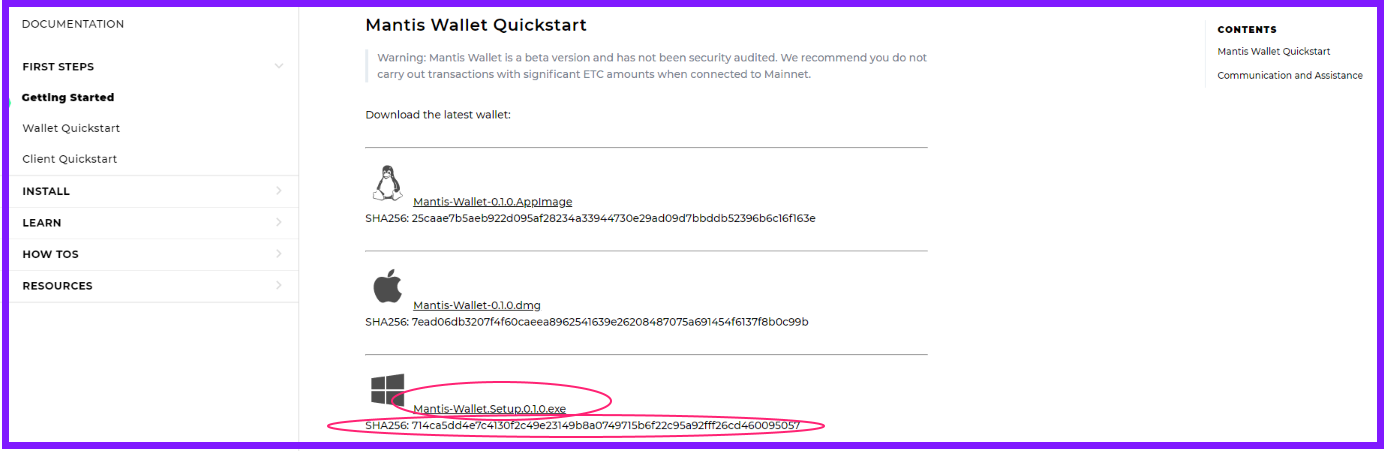 DOCUMENTATION
FIRST STEPS
Getting Started
Wallet Quickstart
Client Quickstart
INSTALL
LEARN
HOW TOS
RESOURCES
Mantis Wallet Quickstart
Warning: Mantis Wallet is a beta version and has not been security audited. We recommend you do not
carry out transactions with significant ETC amounts when connected to Mainnet.
Download the latest wallet:
Mantis-Wallet-0.1.0.AppImage
SHA256: 25caae7b5aeb922d095af28234a33944730e29ad09d7bbddb52396b6c16f163e
Mantis-Wallet-0.1.0.dmg
SHA256: 7ead06db3207f4f60caeea8962541639e26208487075a691454f6137f8b0c99b
Mantis-Wallet.Setup.0.1.0.exe
SHA256: 714ca5dd4e7c4130f2c49e23149b8a0749715b6f22c95a92fff26cd460095057
CONTENTS
Mantis Wallet Quickstart
Communication and Assistance